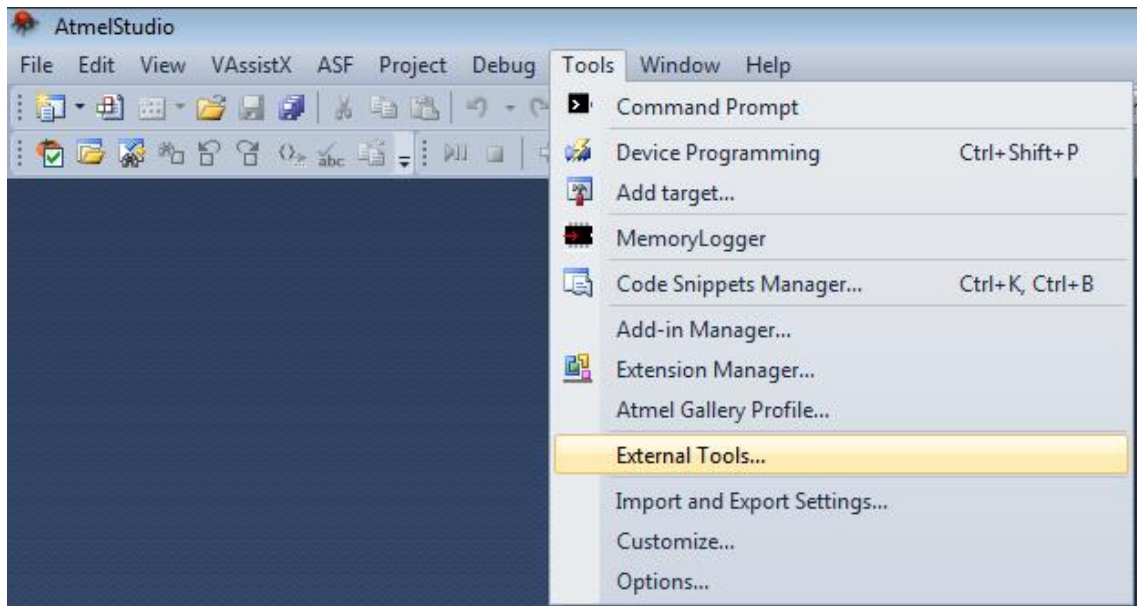 AtmelStudio
File Edit View VAssistX ASF Project Debug Tools Window Help
Command Prompt
Device Programming Ctrl+Shift+P
Add target...
MemoryLogger
Code Snippets Manager... Ctrl+K, Ctrl+B
Add-in Manager...
Extension Manager...
Atmel Gallery Profile...
External Tools...
Import and Export Settings...
Customize...
Options...
abc